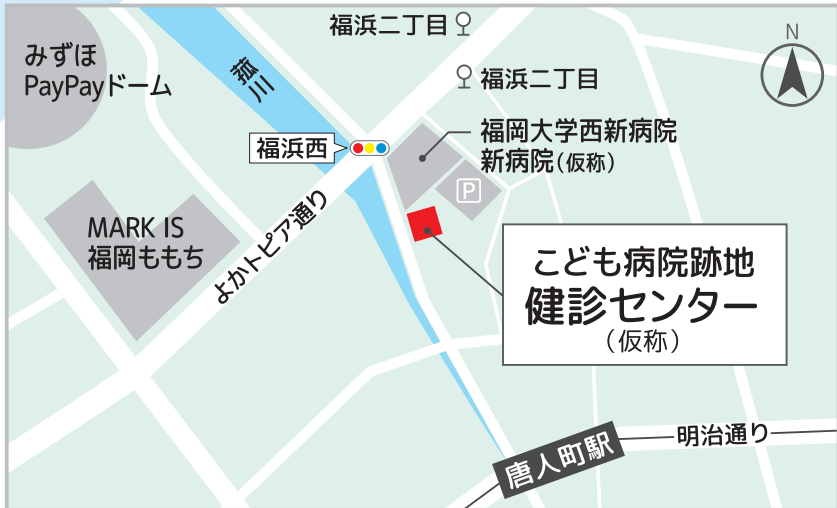 福浜二丁目
N
みずほ
PayPayドーム
菰川
福浜二丁目
福岡大学西新病院
新病院(仮称)
福浜西
P
MARK IS
福岡ももち
よかトピア通り
こども病院跡地
健診センター
(仮称)
明治通り
唐人町駅